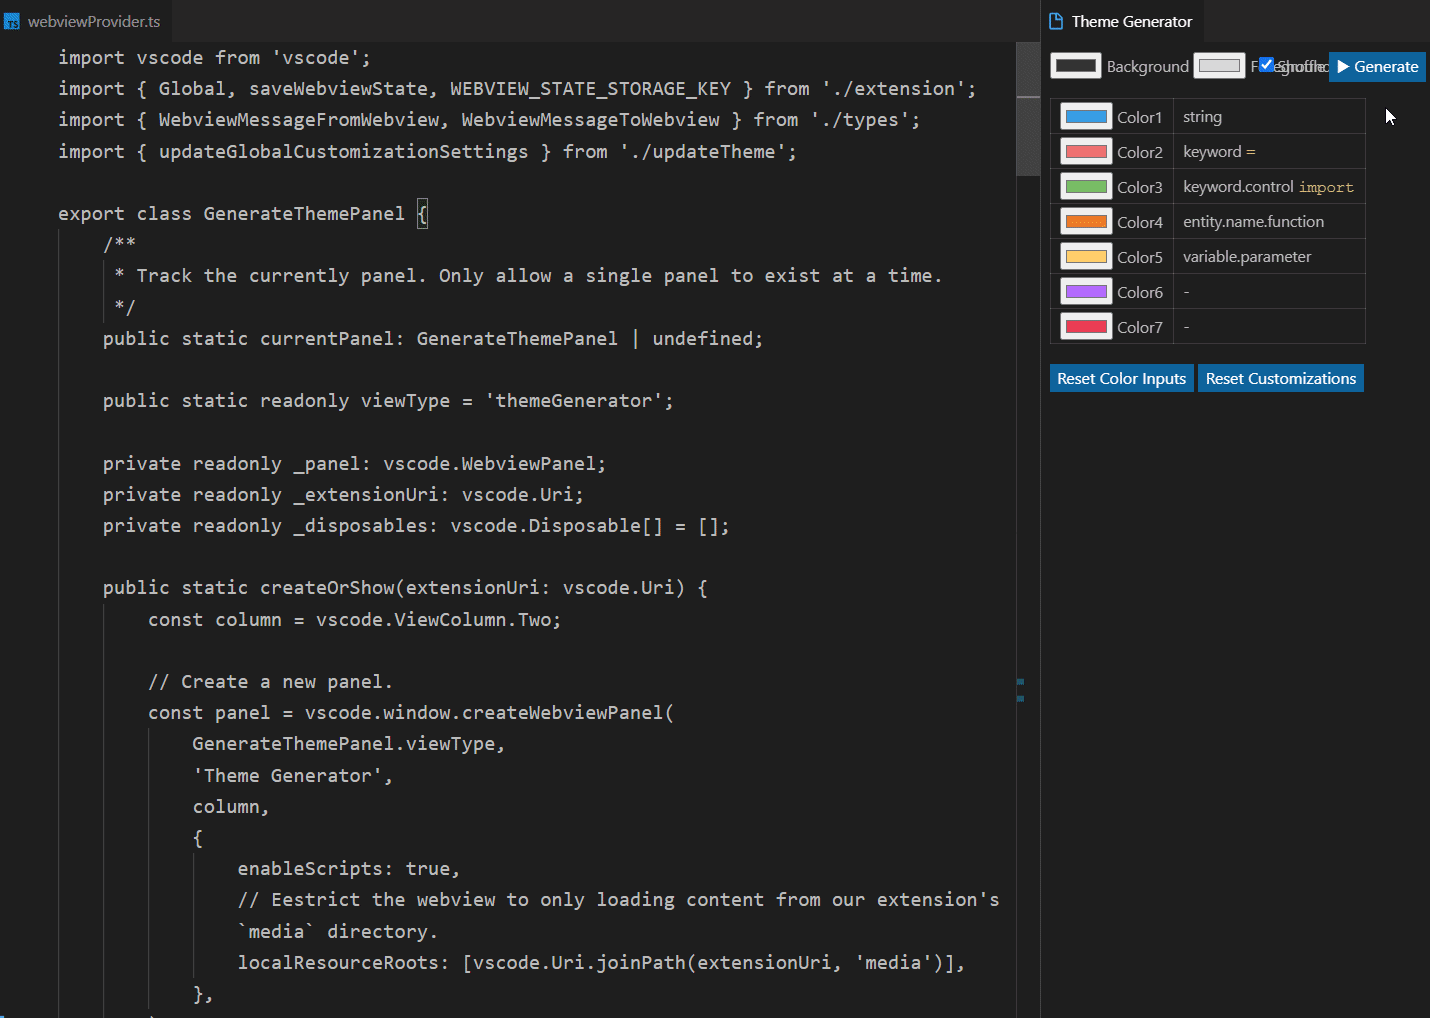 webviewProvider.ts
import vscode from 'vscode';
import { Global, saveWebviewState, WEBVIEW_STATE_STORAGE_KEY } from './extension';
import { WebviewMessageFromWebview, WebviewMessageToWebview } from './types';
import { updateGlobalCustomizationSettings } from './updateTheme';
export class GenerateThemePanel {
/**
* Track the currently panel. Only allow a single panel to exist at a time.
*/
public static currentPanel: GenerateThemePanel | undefined;
public static readonly viewType = 'themeGenerator';
private readonly _panel: vscode.WebviewPanel;
private readonly _extensionUri: vscode.Uri;
private readonly _disposables: vscode.Disposable[] = [];
public static createOrShow(extensionUri: vscode.Uri) {
const column = vscode.ViewColumn.Two;
// Create a new panel.
const panel = vscode.window.createWebviewPanel(
GenerateThemePanel.viewType,
'Theme Generator',
column,
{
enableScripts: true,
// Eestrict the webview to only loading content from our extension's
`media` directory.
localResourceRoots: [vscode.Uri.joinPath(extensionUri, 'media')],
},
Theme Generator
Background Shuffle Generate
Color1 string
Color2 keyword =
Color3 keyword.control import
Color4 entity.name.function
Color5 variable.parameter
Color6 -
Color7 -
Reset Color Inputs Reset Customizations